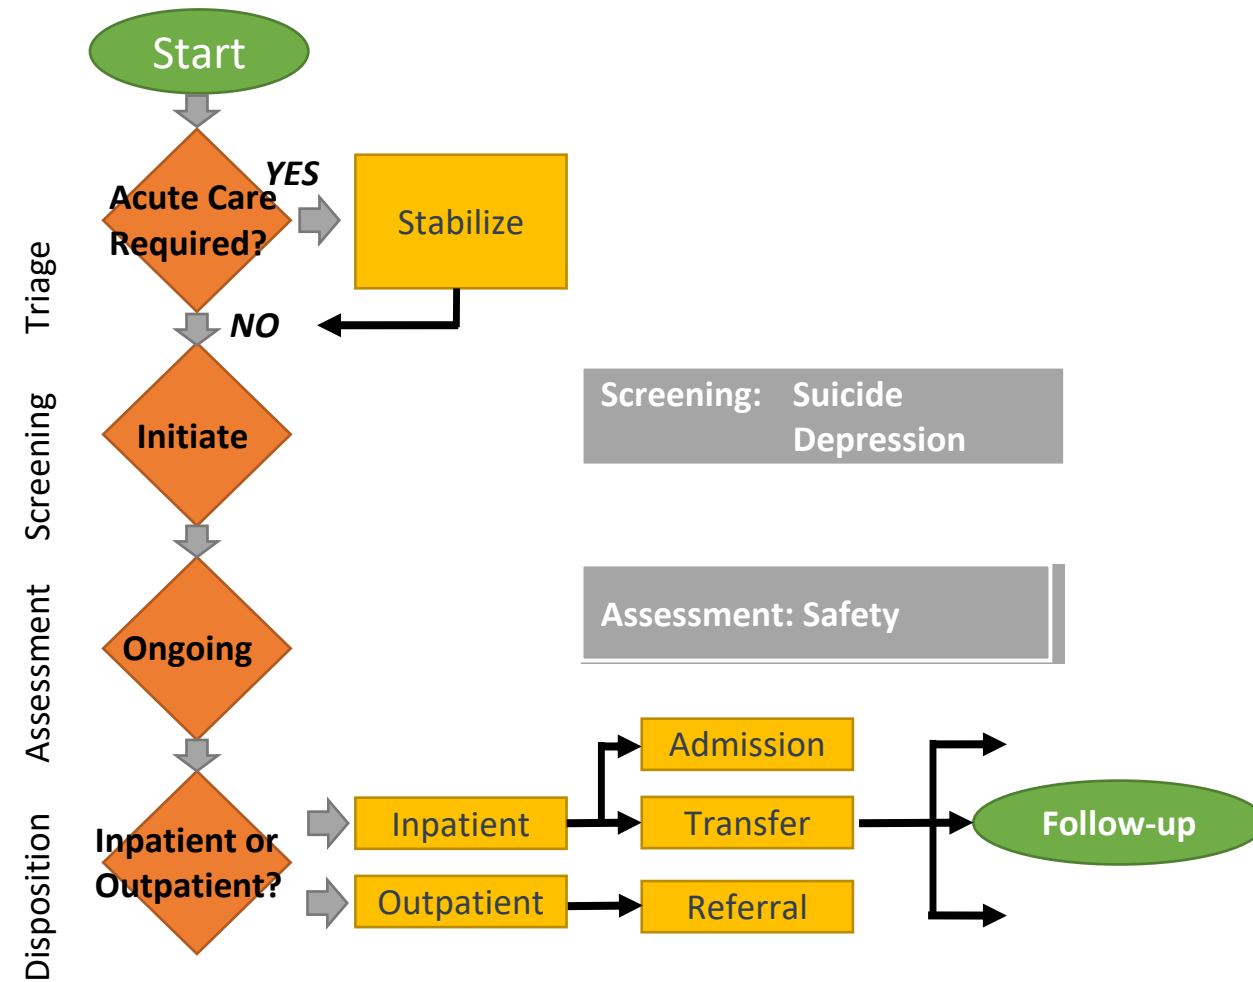 Start
Triage
Acute Care
Required?
YES
Stabilize
NO
Screening
Initiate
Screening: Suicide
Depression
Assessment
Ongoing
Assessment: Safety
Disposition
Inpatient or
Outpatient?
Inpatient
Outpatient
Admission
Transfer
Referral
Follow-up